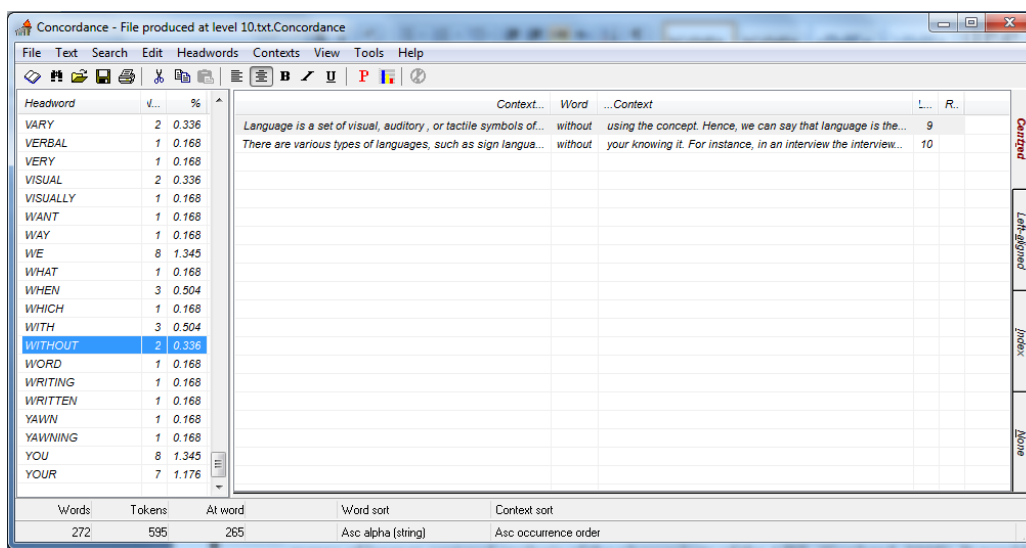 Concordance - File produced at level 10.txt.Concordance
File Text Search Edit Headwords Contexts View Tools Help
B I U P
Headword √... % Context... Word ...Context L... R..
VARY 2 0.336 Language is a set of visual, auditory , or tactile symbols of... without using the concept. Hence, we can say that language is the... 9
VERBAL 1 0.168 There are various types of languages, such as sign langua... without your knowing it. For instance, in an interview the interview... 10
VERY 1 0.168
VISUAL 2 0.336
VISUALLY 1 0.168
WANT 1 0.168
WAY 1 0.168
WE 8 1.345
WHAT 1 0.168
WHEN 3 0.504
WHICH 1 0.168
WITH 3 0.504
WITHOUT 2 0.336
WORD 1 0.168
WRITING 1 0.168
WRITTEN 1 0.168
YAWN 1 0.168
YAWNING 1 0.168
YOU 8 1.345
YOUR 7 1.176
Centred
Left-aligned
Index
None
Words Tokens At word Word sort Context sort
272 595 265 Asc alpha (string) Asc occurrence order